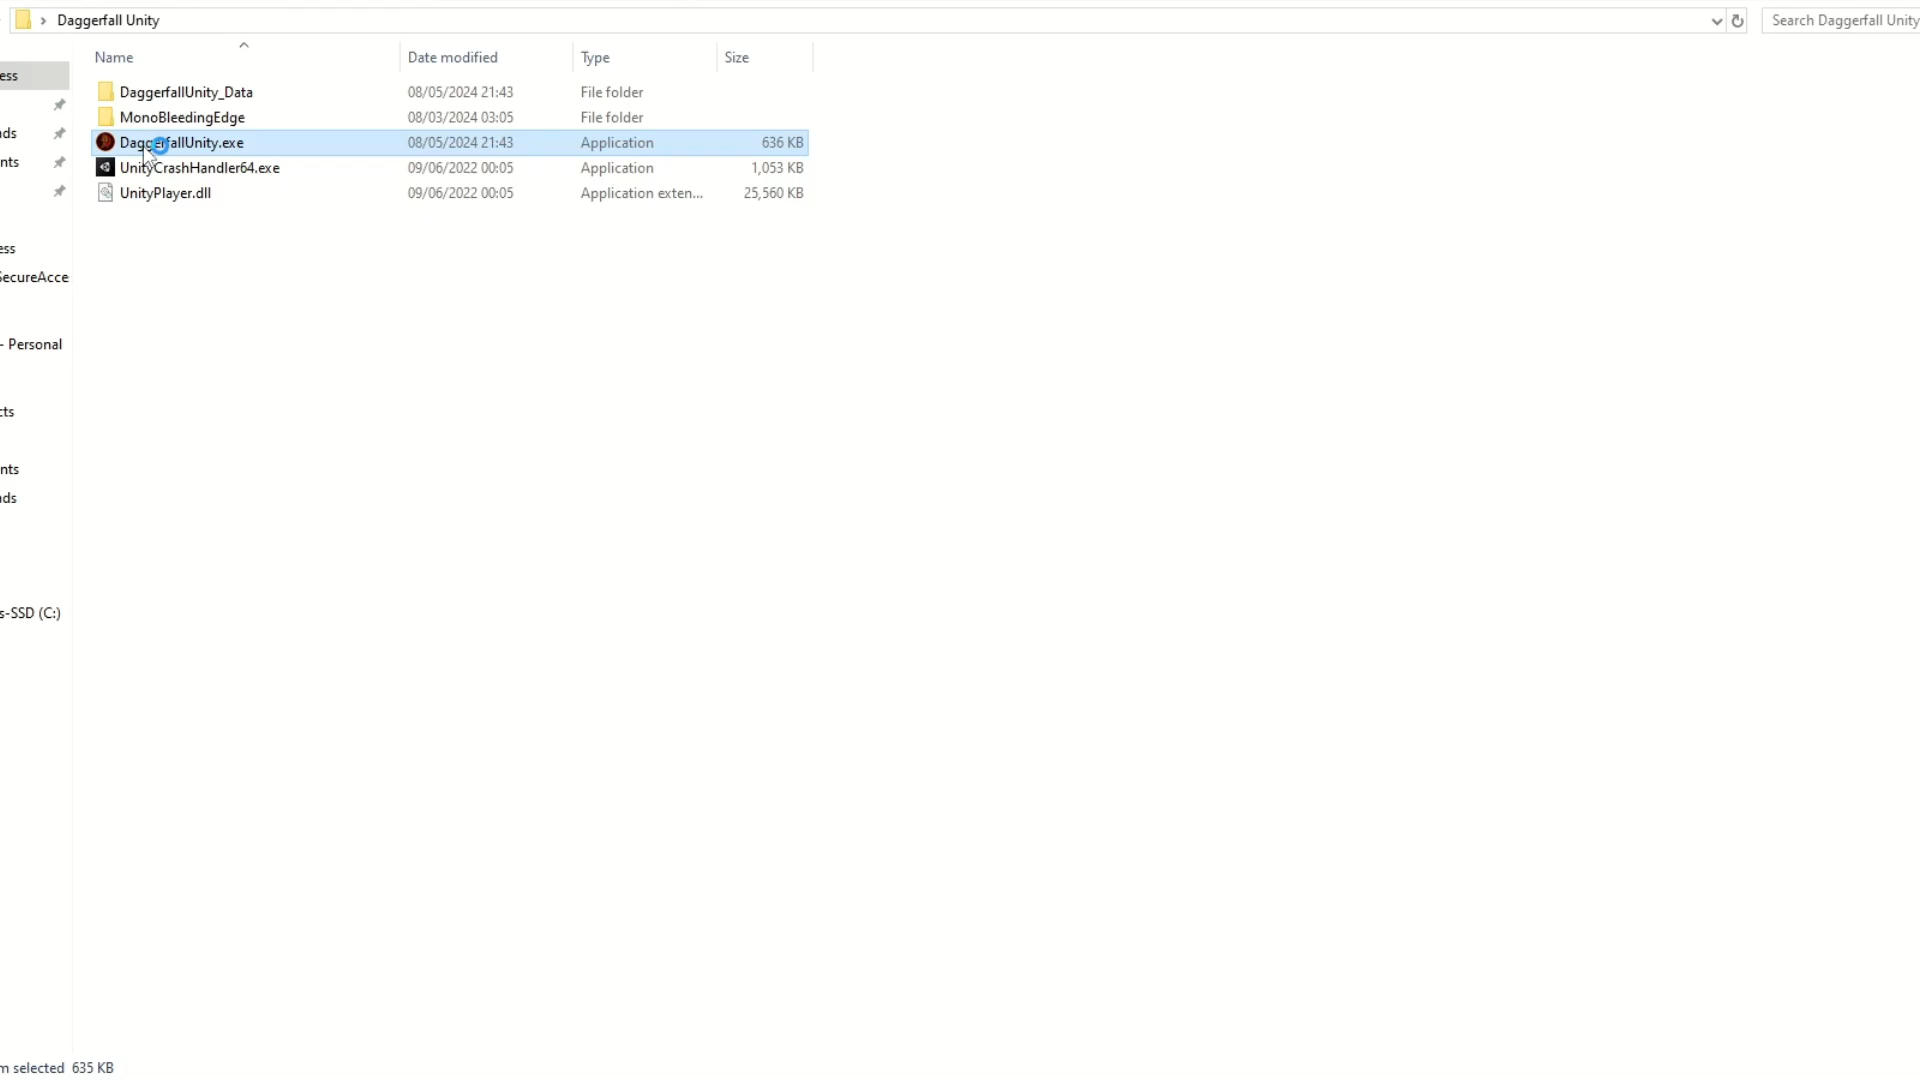 Daggerfall Unity
Search Daggerfall Unity
Name Date modified Type Size
ess
DaggerfallUnity_Data 08/05/2024 21:43 File folder
MonoBleedingEdge 08/03/2024 03:05 File folder
nds DaggerfallUnity.exe 08/05/2024 21:43 Application 636 KB
nts UnityCrashHandler64.exe 09/06/2022 00:05 Application 1,053 KB
UnityPlayer.dll 09/06/2022 00:05 Application exten... 25,560 KB
ess
SecureAcce
- Personal
cts
nts
ads
s-SSD (C:)
m selected 635 KB